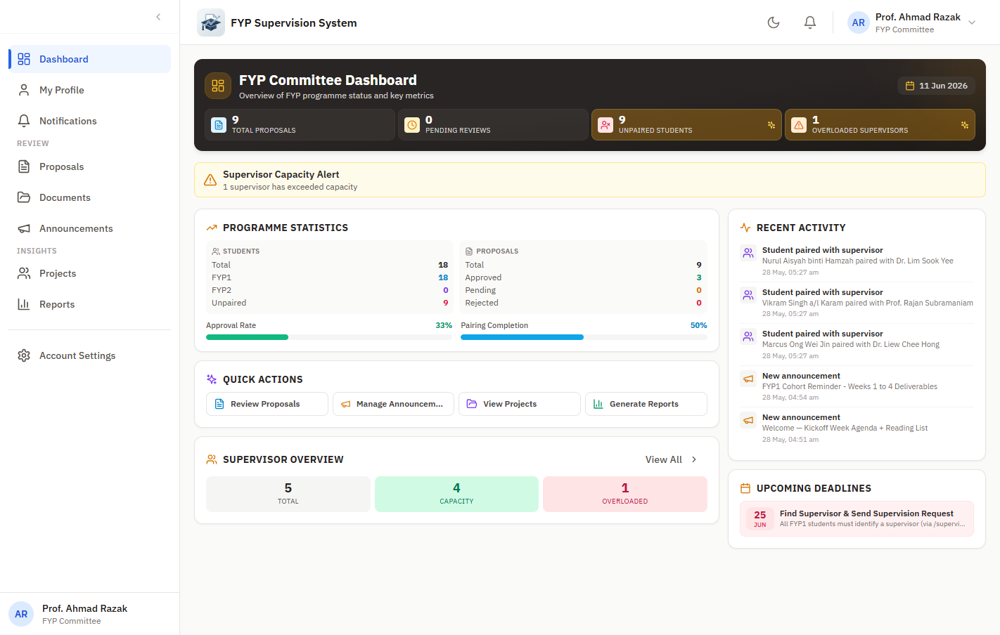 FYP Supervision System
AR
Prof. Ahmad Razak
FYP Committee
Dashboard
My Profile
Notifications
REVIEW
Proposals
Documents
Announcements
INSIGHTS
Projects
Reports
Account Settings
AR
Prof. Ahmad Razak
FYP Committee
FYP Committee Dashboard
Overview of FYP programme status and key metrics
11 Jun 2026
9
TOTAL PROPOSALS
0
PENDING REVIEWS
9
UNPAIRED STUDENTS
1
OVERLOADED SUPERVISORS
Supervisor Capacity Alert
1 supervisor has exceeded capacity
PROGRAMME STATISTICS
STUDENTS
Total 18
FYP1 18
FYP2 0
Unpaired 9
PROPOSALS
Total 9
Approved 3
Pending 0
Rejected 0
Approval Rate 33%
Pairing Completion 50%
QUICK ACTIONS
Review Proposals
Manage Announcem...
View Projects
Generate Reports
SUPERVISOR OVERVIEW
View All
5
TOTAL
4
CAPACITY
1
OVERLOADED
RECENT ACTIVITY
Student paired with supervisor
Nurul Aisyah binti Hamzah paired with Dr. Lim Sook Yee
28 May, 05:27 am
Student paired with supervisor
Vikram Singh a/l Karam paired with Prof. Rajan Subramaniam
28 May, 05:27 am
Student paired with supervisor
Marcus Ong Wei Jin paired with Dr. Liew Chee Hong
28 May, 05:27 am
New announcement
FYP1 Cohort Reminder - Weeks 1 to 4 Deliverables
28 May, 04:54 am
New announcement
Welcome — Kickoff Week Agenda + Reading List
28 May, 04:51 am
UPCOMING DEADLINES
25
JUN
Find Supervisor & Send Supervision Request
All FYP1 students must identify a supervisor (via /supervi...